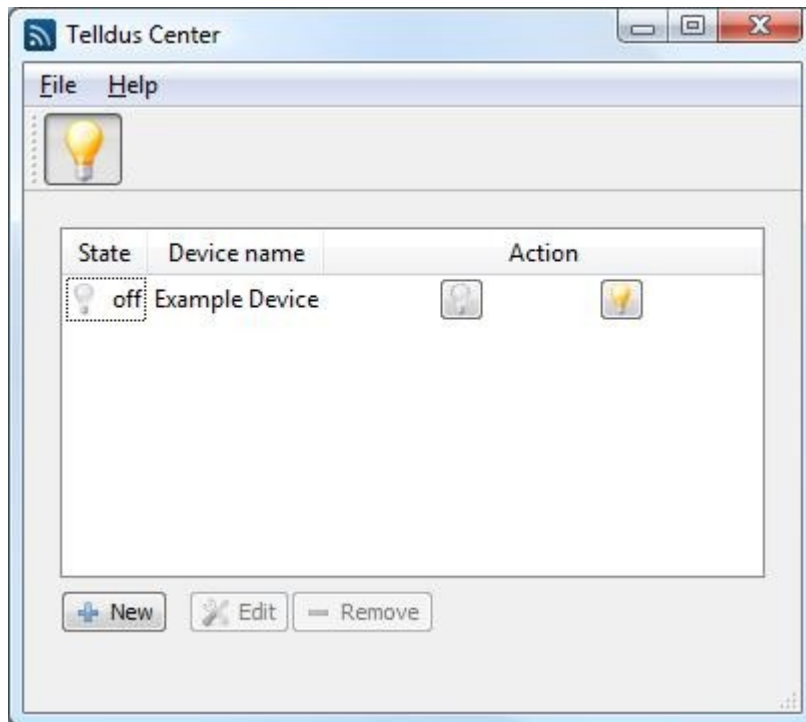 Telldus Center
File Help
State Device name Action
off Example Device
New Edit Remove